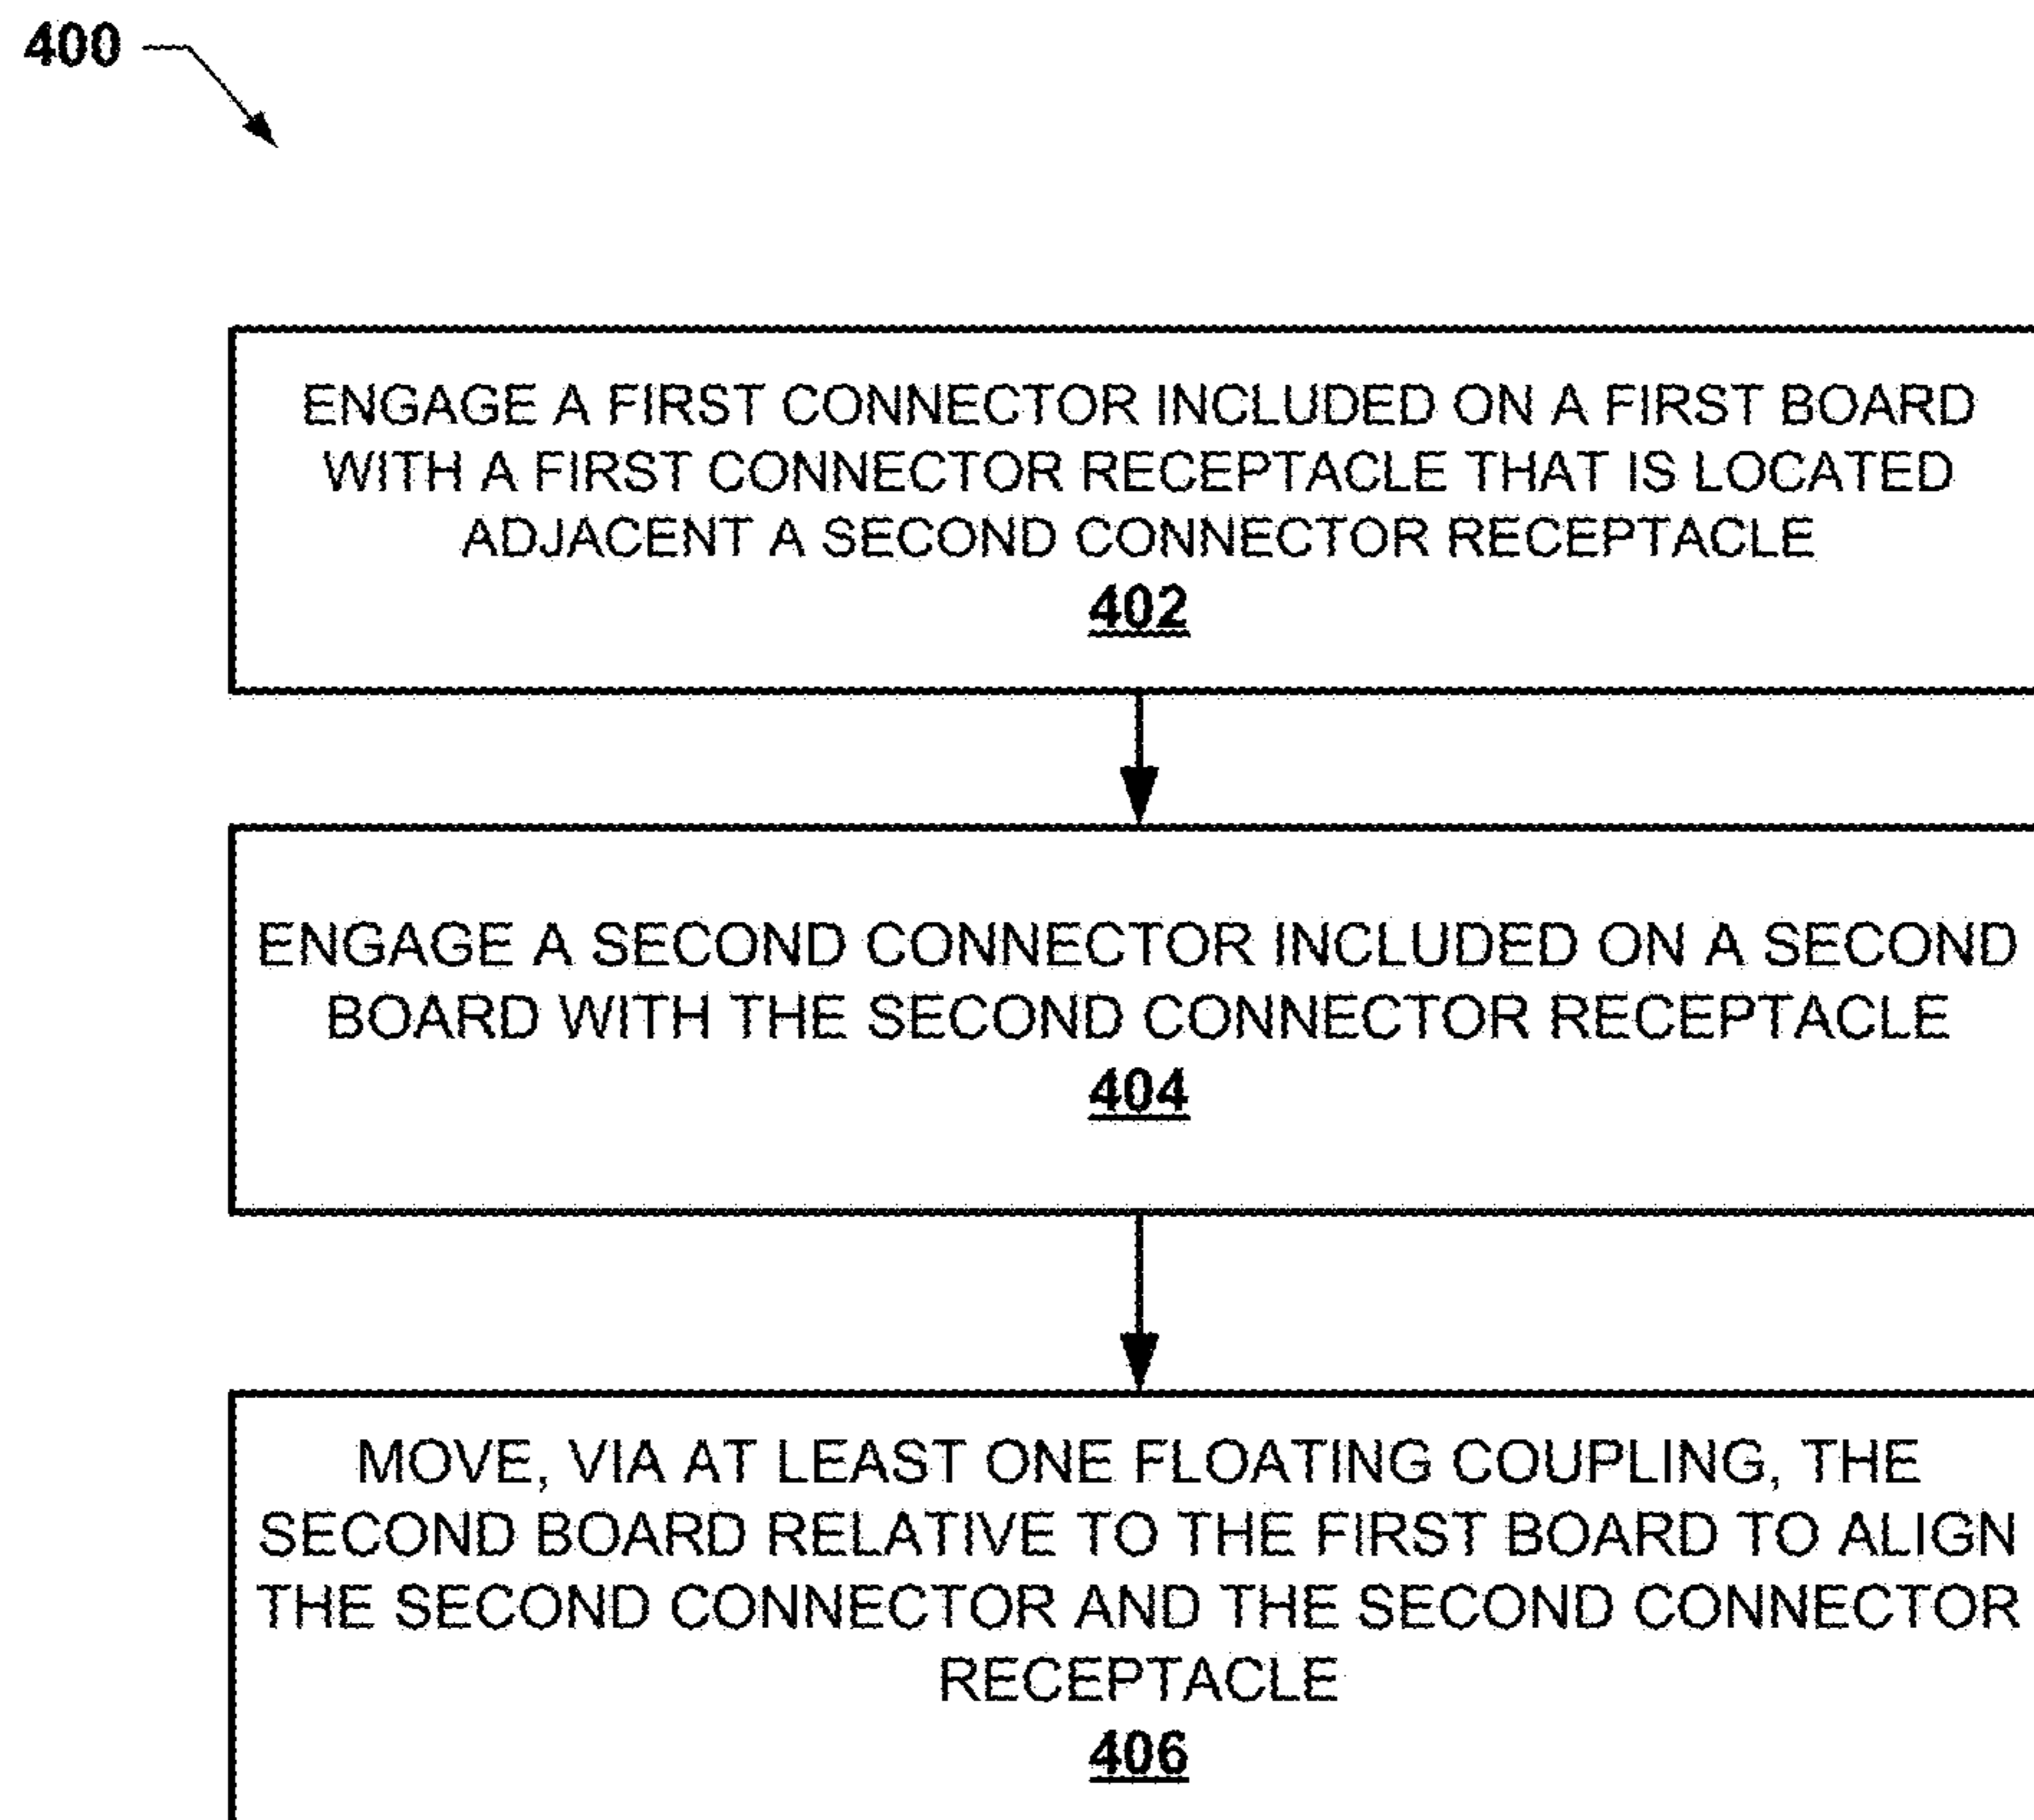 400
ENGAGE A FIRST CONNECTOR INCLUDED ON A FIRST BOARD
WITH A FIRST CONNECTOR RECEPTACLE THAT IS LOCATED
ADJACENT A SECOND CONNECTOR RECEPTACLE
402
ENGAGE A SECOND CONNECTOR INCLUDED ON A SECOND
BOARD WITH THE SECOND CONNECTOR RECEPTACLE
404
MOVE, VIA AT LEAST ONE FLOATING COUPLING, THE
SECOND BOARD RELATIVE TO THE FIRST BOARD TO ALIGN
THE SECOND CONNECTOR AND THE SECOND CONNECTOR
RECEPTACLE
406